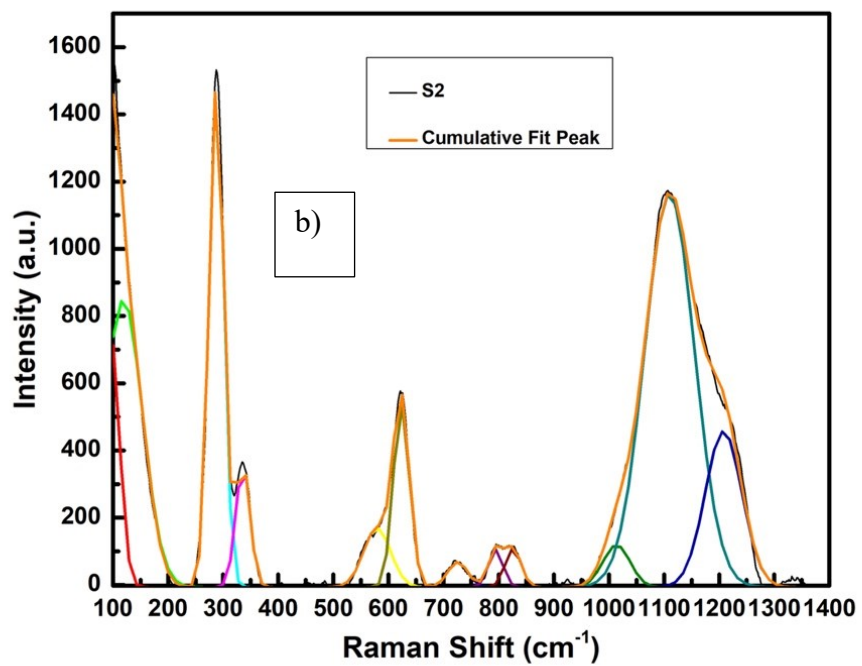 1600
1400
1200
1000
800
600
400
200
0
Intensity (a.u.)
S2
Cumulative Fit Peak
b)
100 200 300 400 500 600 700 800 900 1000 1100 1200 1300 1400
Raman Shift (cm⁻¹)